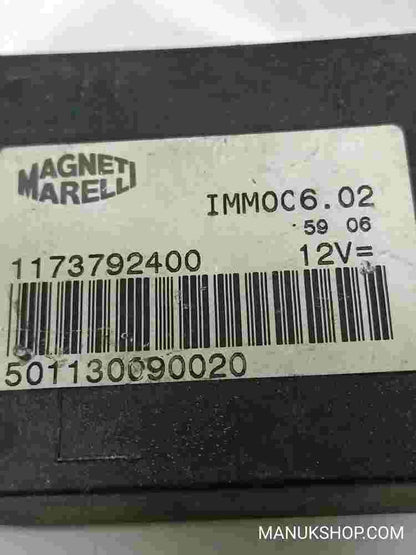 MAGNETI
MARELLI
IMMOC6.02
59 06
1173792400
12V=
501130090020
MANUKSHOP.COM